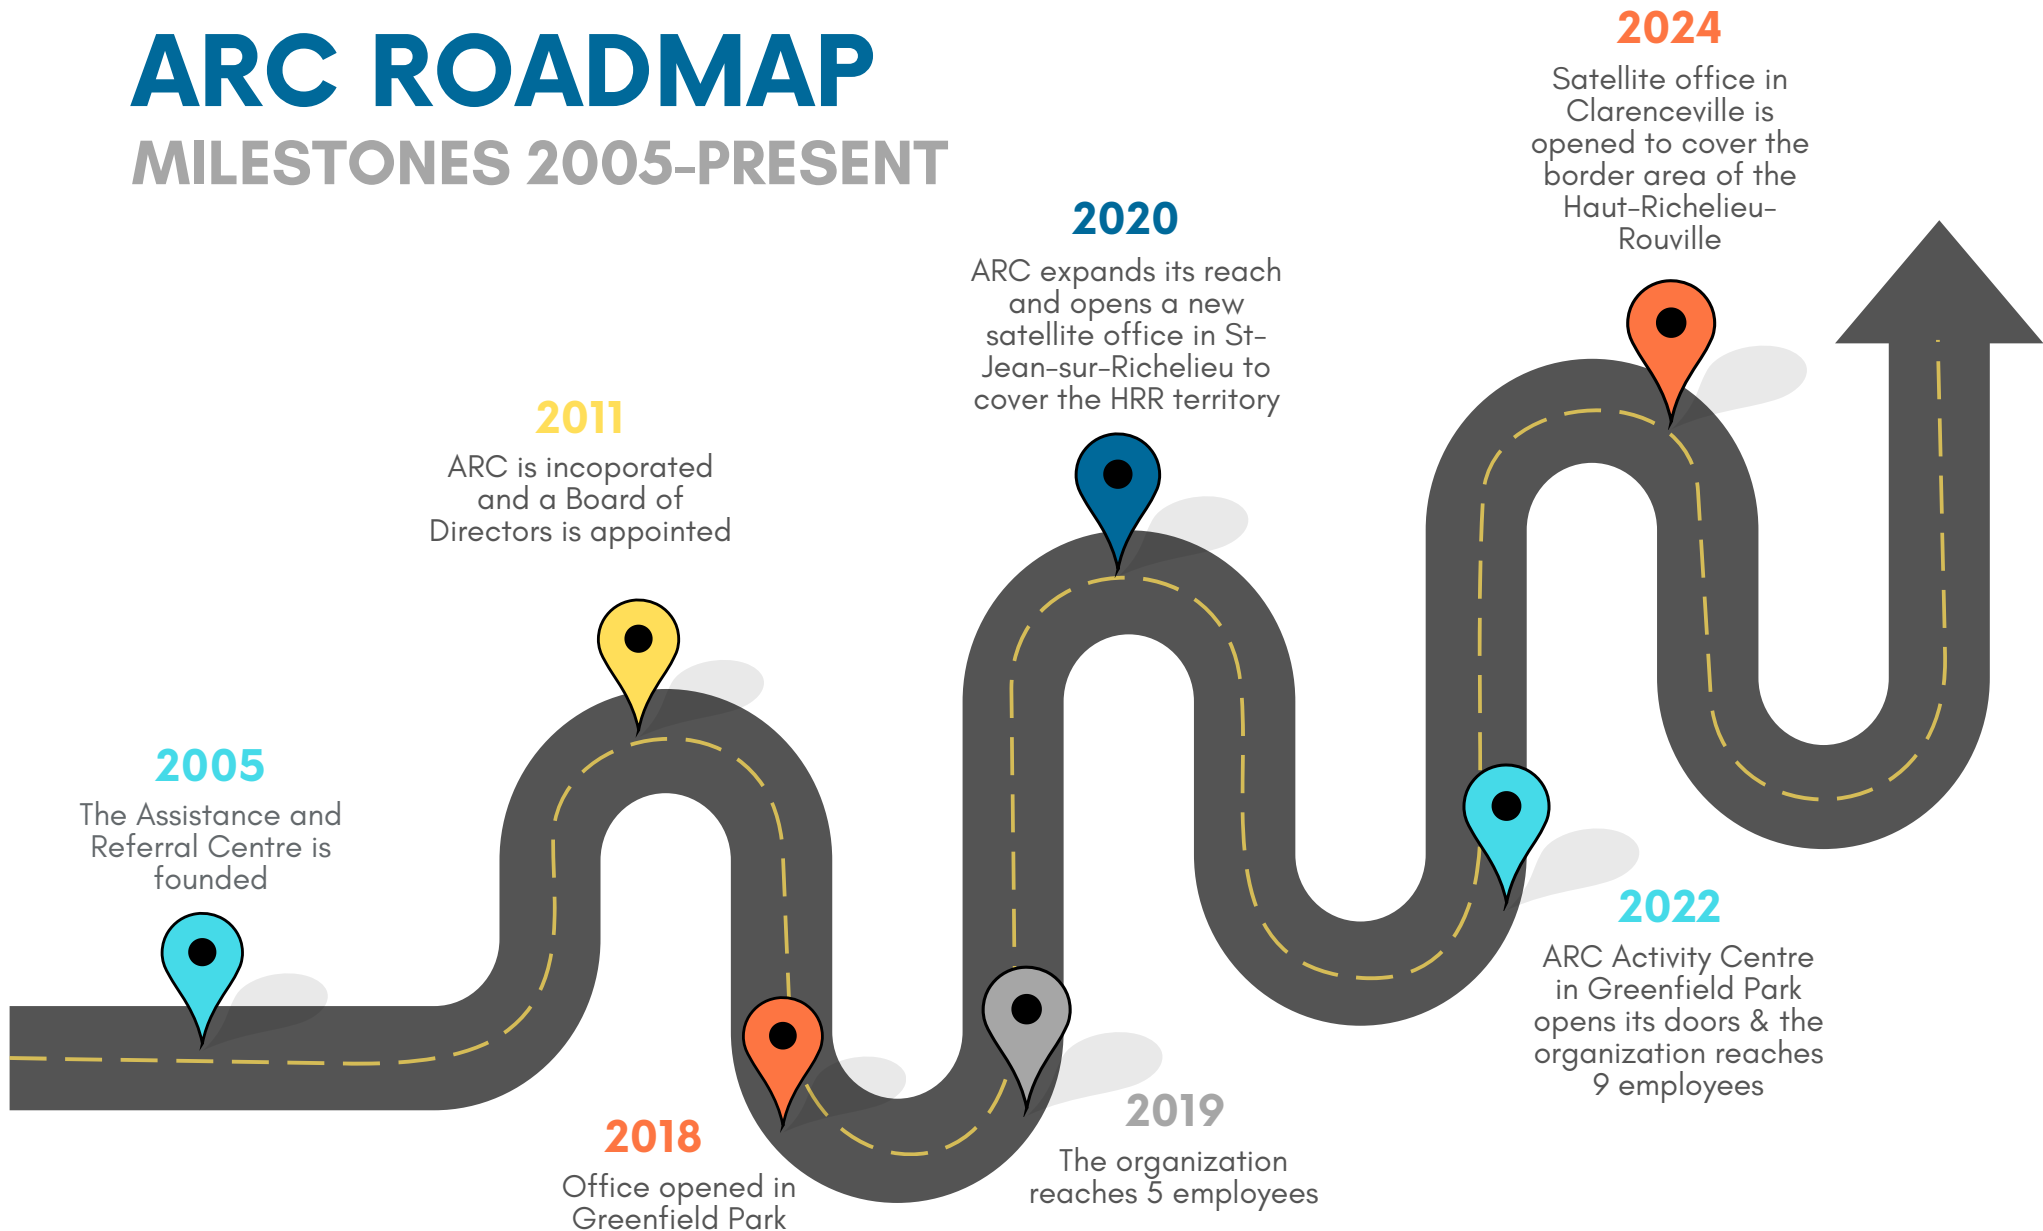 ARC ROADMAP
MILESTONES 2005-PRESENT
2005
The Assistance and
Referral Centre is
founded
2011
ARC is incoporated
and a Board of
Directors is appointed
2018
Office opened in
Greenfield Park
2019
The organization
reaches 5 employees
2020
ARC expands its reach
and opens a new
satellite office in St-
Jean-sur-Richelieu to
cover the HRR territory
2022
ARC Activity Centre
in Greenfield Park
opens its doors & the
organization reaches
9 employees
2024
Satellite office in
Clarenceville is
opened to cover the
border area of the
Haut-Richelieu-
Rouville